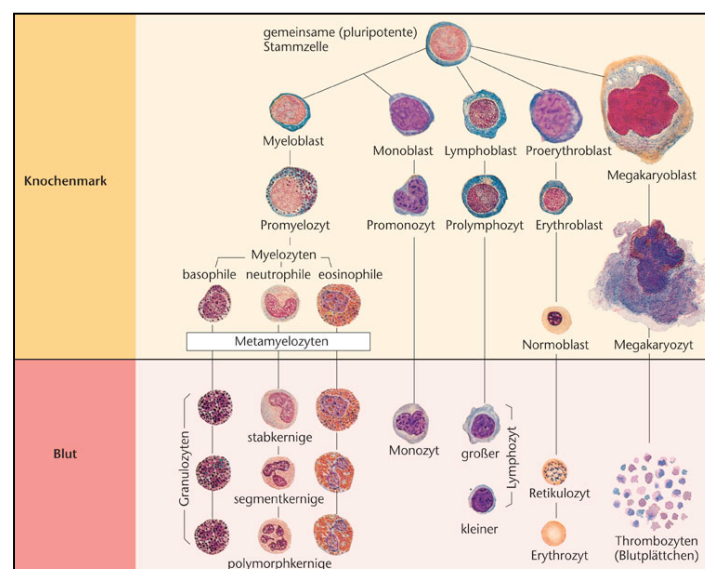 gemeinsame (pluripotente)
Stammzelle
Myeloblast
Monoblast
Lymphoblast
Proerythroblast
Megakaryoblast
Knochenmark
Promyelozyt
Promonozyt
Prolymphozyt
Erythroblast
Myelozyten
basophile
neutrophile
eosinophile
Metamyelozyten
Normoblast
Megakaryozyt
Blut
Granulozyten
stabkernige
segmentkernige
polymorphkernige
Monozyt
großer
kleiner
Lymphozyt
Retikulozyt
Erythrozyt
Thrombozyten
(Blutplättchen)